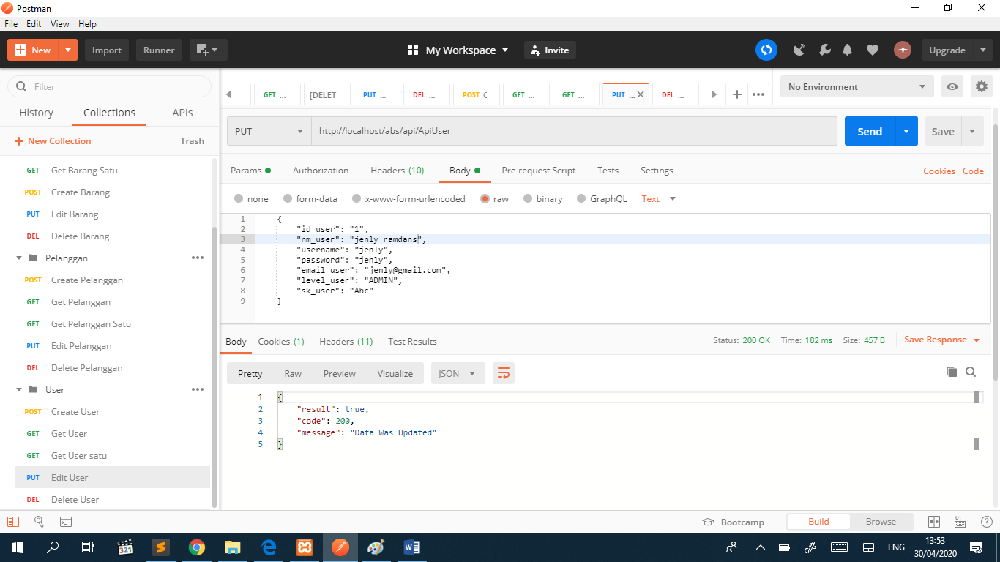 Postman
File Edit View Help
New Import Runner My Workspace Invite Upgrade
Filter
History Collections APIs
New Collection Trash
GET Get Barang Satu
POST Create Barang
PUT Edit Barang
DEL Delete Barang
Pelanggan
POST Create Pelanggan
GET Get Pelanggan
GET Get Pelanggan Satu
PUT Edit Pelanggan
DEL Delete Pelanggan
User
POST Create User
GET Get User
GET Get User satu
PUT Edit User
DEL Delete User
GET ... [DELETI PUT ... DEL ... POST C GET ... GET ... PUT ... DEL ...
No Environment
PUT http://localhost/abs/api/ApiUser Send Save
Params Authorization Headers (10) Body Pre-request Script Tests Settings Cookies Code
none form-data x-www-form-urlencoded raw binary GraphQL Text
1 {
2 "id_user": "1",
3 "nm_user": "jenly ramdans",
4 "username": "jenly",
5 "password": "jenly",
6 "email_user": "jenly@gmail.com",
7 "level_user": "ADMIN",
8 "sk_user": "Abc"
9 }
Body Cookies (1) Headers (11) Test Results Status: 200 OK Time: 182 ms Size: 457 B Save Response
Pretty Raw Preview Visualize JSON
1 {
2 "result": true,
3 "code": 200,
4 "message": "Data Was Updated"
5 }
Bootcamp Build Browse
321
ENG
13:53
30/04/2020